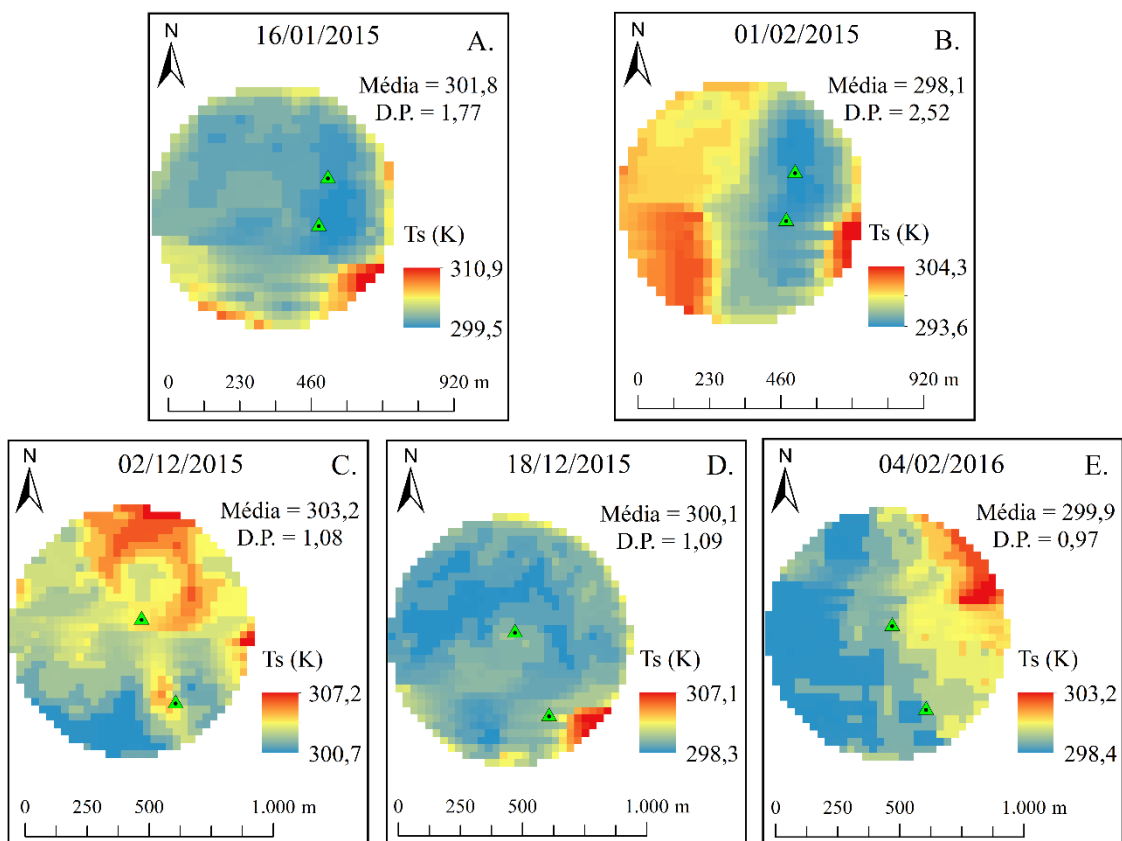 N
16/01/2015
A.
Média = 301,8
D.P. = 1,77
Ts (K)
310,9
299,5
0 230 460 920 m
N
01/02/2015
B.
Média = 298,1
D.P. = 2,52
Ts (K)
304,3
293,6
0 230 460 920 m
N
02/12/2015
C.
Média = 303,2
D.P. = 1,08
Ts (K)
307,2
300,7
0 500 1.000 m
N
18/12/2015
D.
Média = 300,1
D.P. = 1,09
Ts (K)
307,1
298,3
0 500 1.000 m
N
04/02/2016
E.
Média = 299,9
D.P. = 0,97
Ts (K)
303,2
298,4
0 500 1.000 m